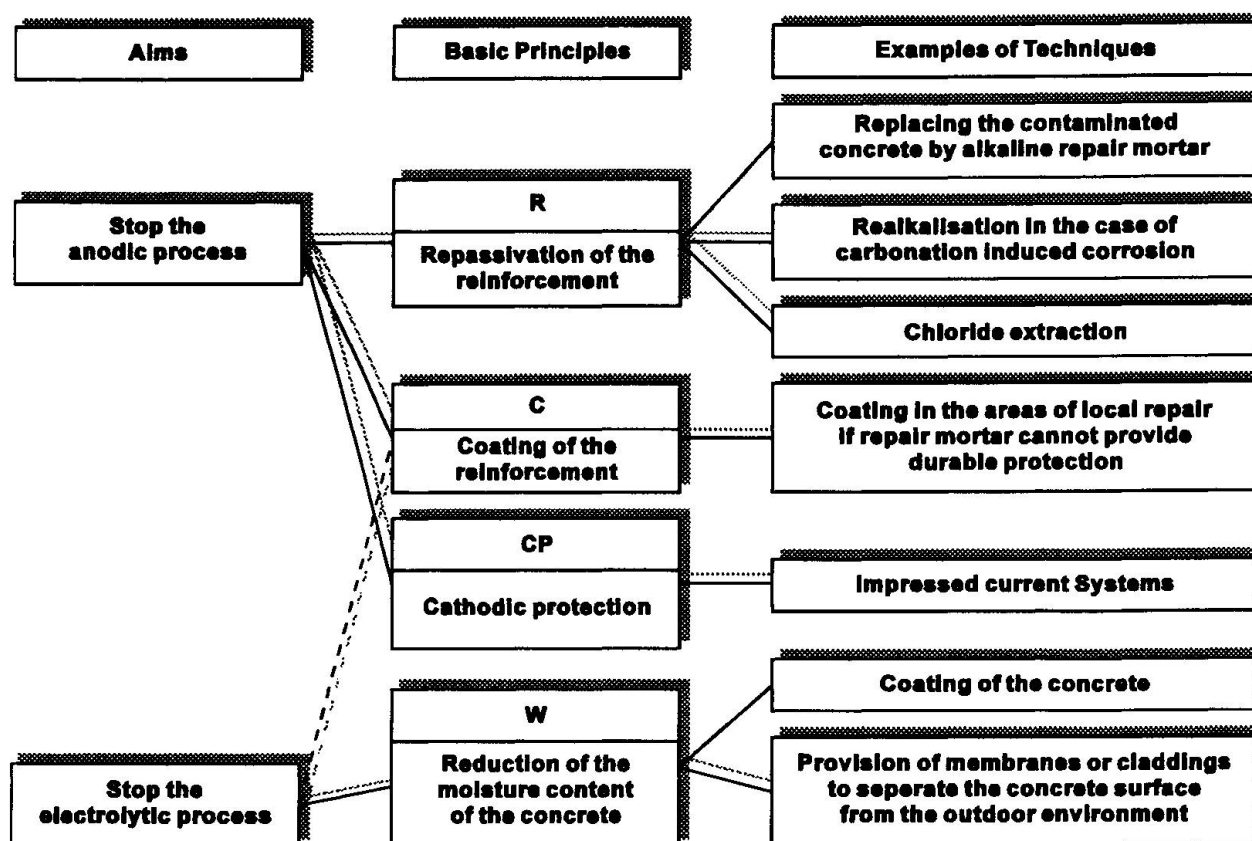 Aims
Basic Principles
Examples of Techniques
Stop the
anodic process
R
Repassivation of the
reinforcement
Replacing the contaminated
concrete by alkaline repair mortar
Realkalisation in the case of
carbonation induced corrosion
Chloride extraction
C
Coating of the
reinforcement
Coating in the areas of local repair
if repair mortar cannot provide
durable protection
CP
Cathodic protection
Impressed current Systems
Stop the
electrolytic process
W
Reduction of the
moisture content
of the concrete
Coating of the concrete
Provision of membranes or claddings
to seperate the concrete surface
from the outdoor environment